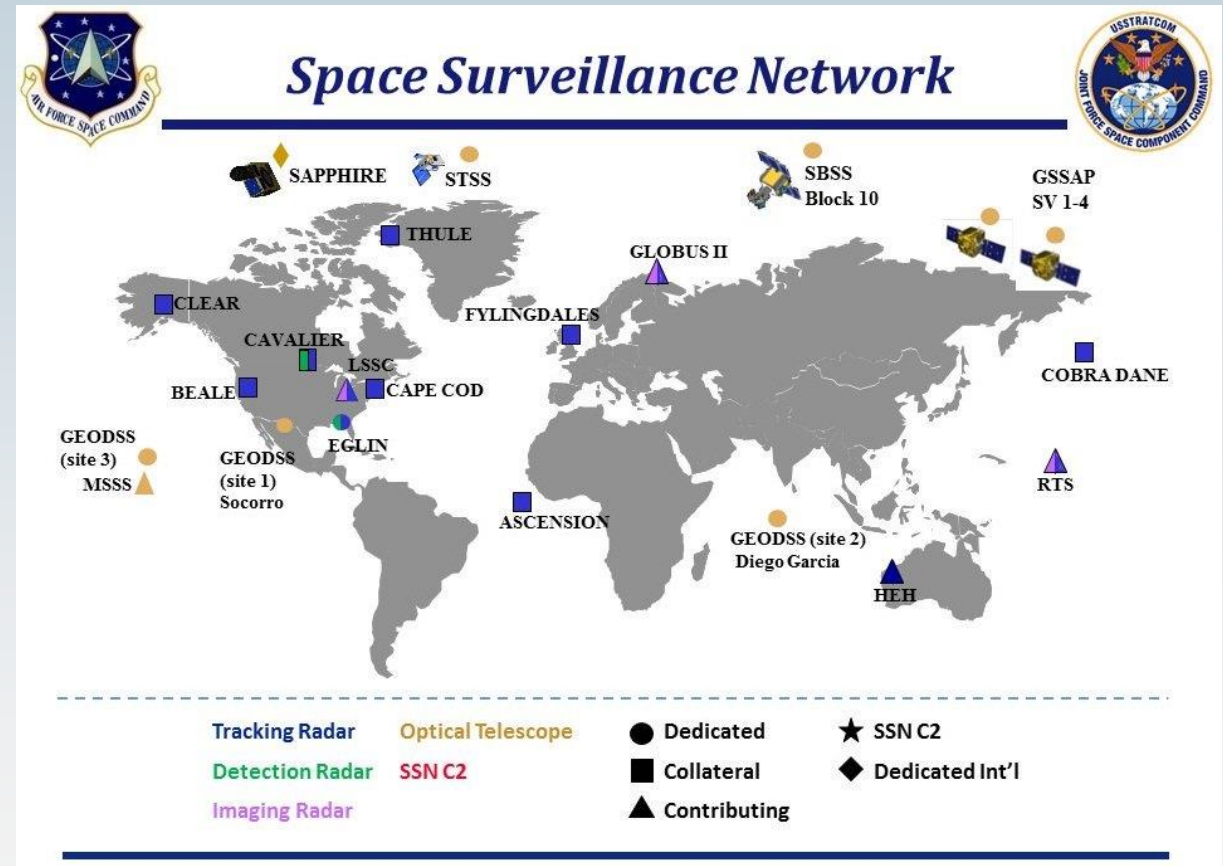 Space Surveillance Network
AIR FORCE SPACE COMMAND
USSTRATCOM
JOINT FORCE SPACE COMPONENT COMMAND
SAPPHIRE
STSS
SBSS
Block 10
GSSAP
SV 1-4
THULE
GLOBUS II
CLEAR
FYLINGDALES
CAVALIER
LSSC
COBRA DANE
BEALE
CAPE COD
EGLIN
GEODSS
(site 3)
MSSS
GEODSS
(site 1)
Socorro
RTS
ASCENSION
GEODSS (site 2)
Diego Garcia
HEH
Tracking Radar
Optical Telescope
Dedicated
SSN C2
Detection Radar
SSN C2
Collateral
Dedicated Int'l
Imaging Radar
Contributing